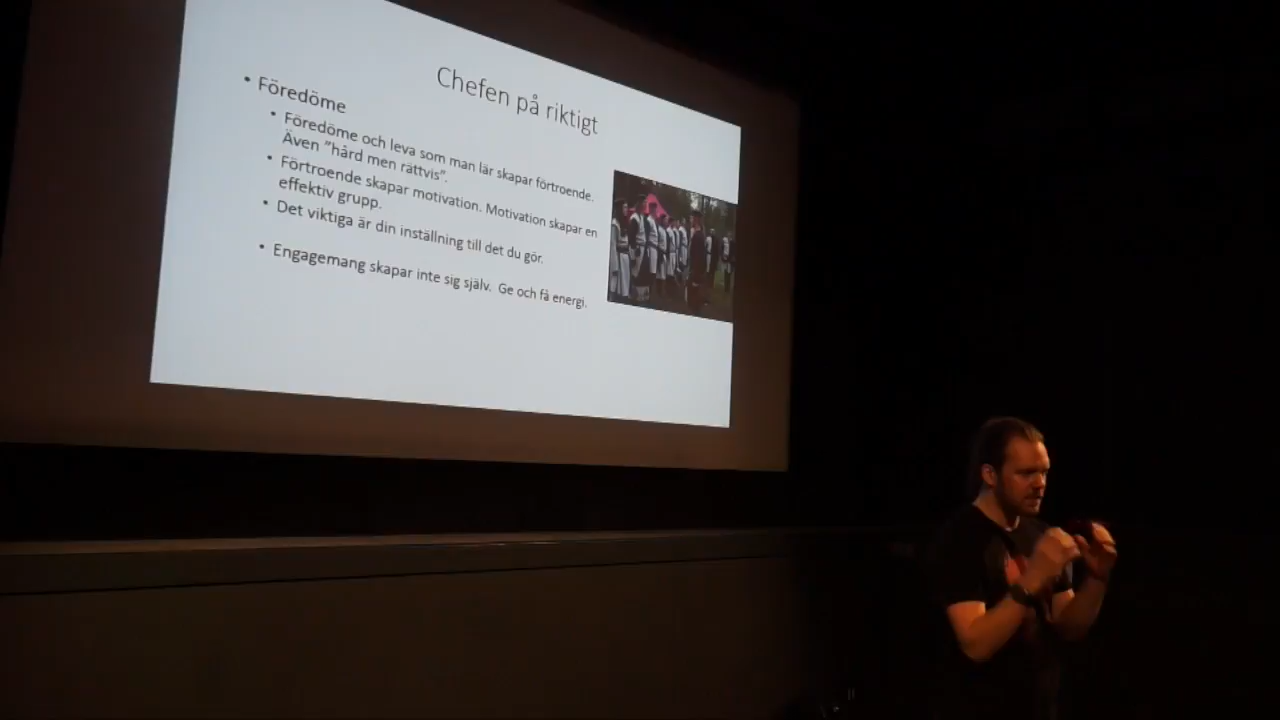 Chefen på riktigt
• Föredöme
• Föredöme och leva som man lär skapar förtroende.
Även ”hård men rättvis”.
• Förtroende skapar motivation. Motivation skapar en
effektiv grupp.
• Det viktiga är din inställning till det du gör.
• Engagemang skapar inte sig själv. Ge och få energi.